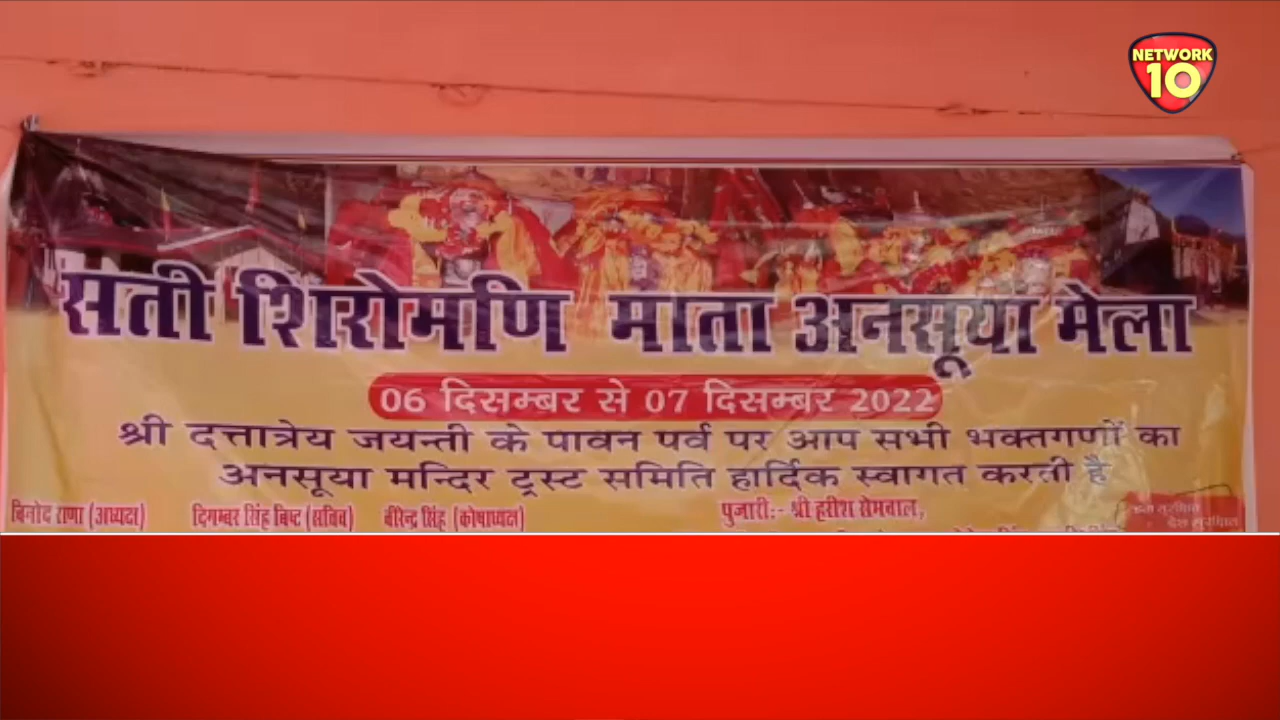 NETWORK
10
सती शिरोमणि माता अनसूया मेला
06 दिसम्बर से 07 दिसम्बर 2022
श्री दत्तात्रेय जयन्ती के पावन पर्व पर आप सभी भक्तगणों का
अनसूया मन्दिर ट्रस्ट समिति हार्दिक स्वागत करती है
विनोद राणा (अध्यक्ष) दिगम्बर सिंह बिष्ट (सचिव) बीरेन्द्र सिंह (कोषाध्यक्ष) पुजारी:- श्री हरीश सेमवाल,